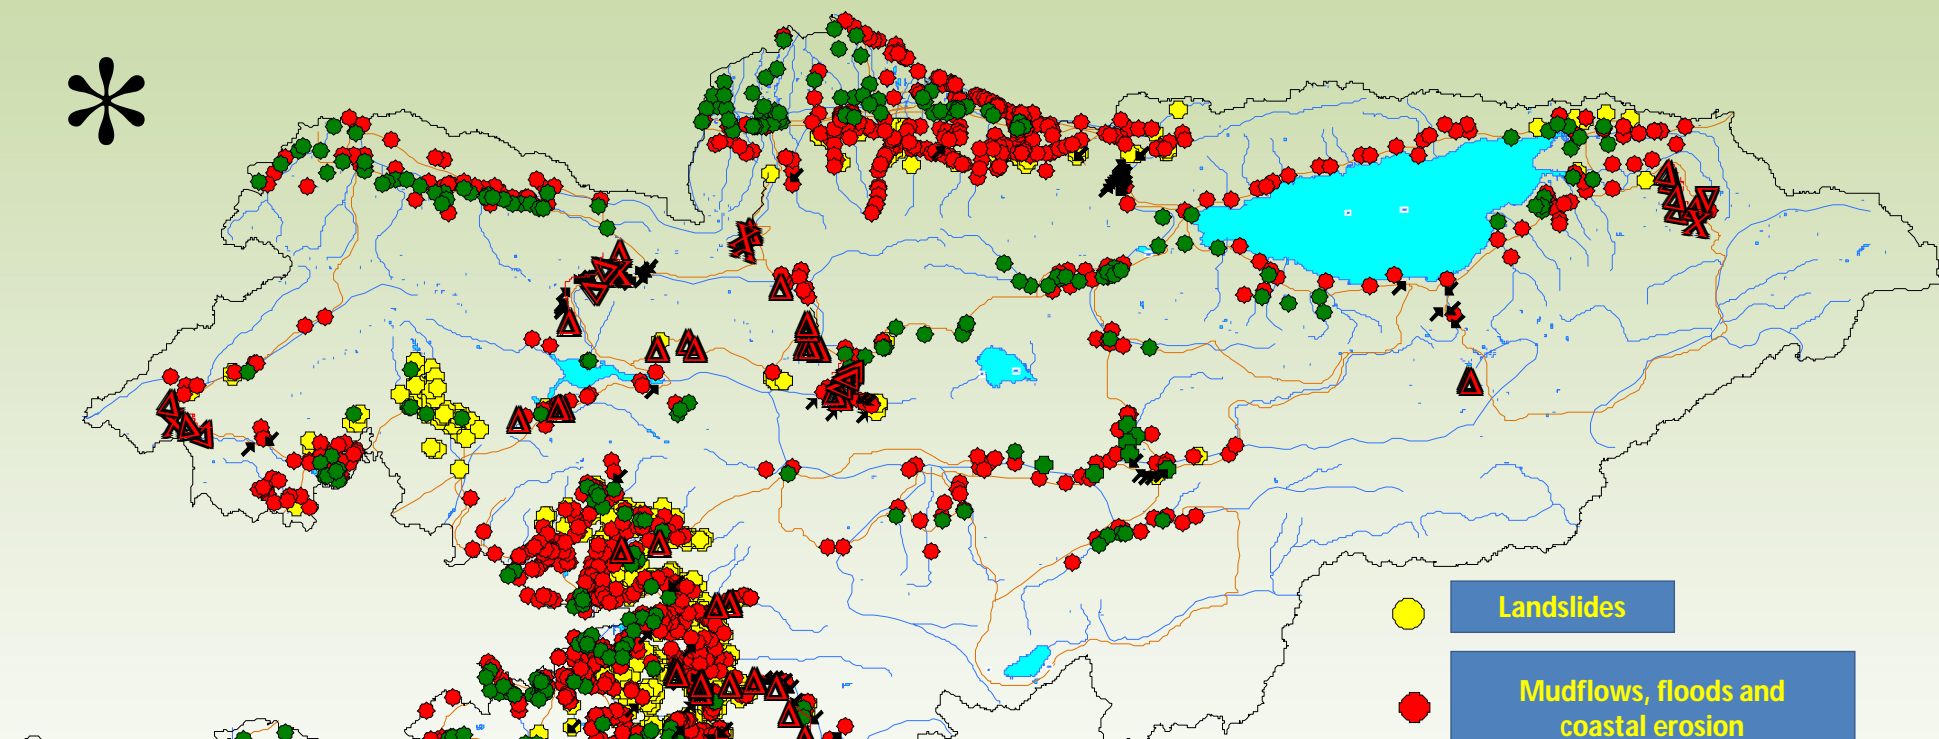 *
Landslides
Mudflows, floods and
coastal erosion